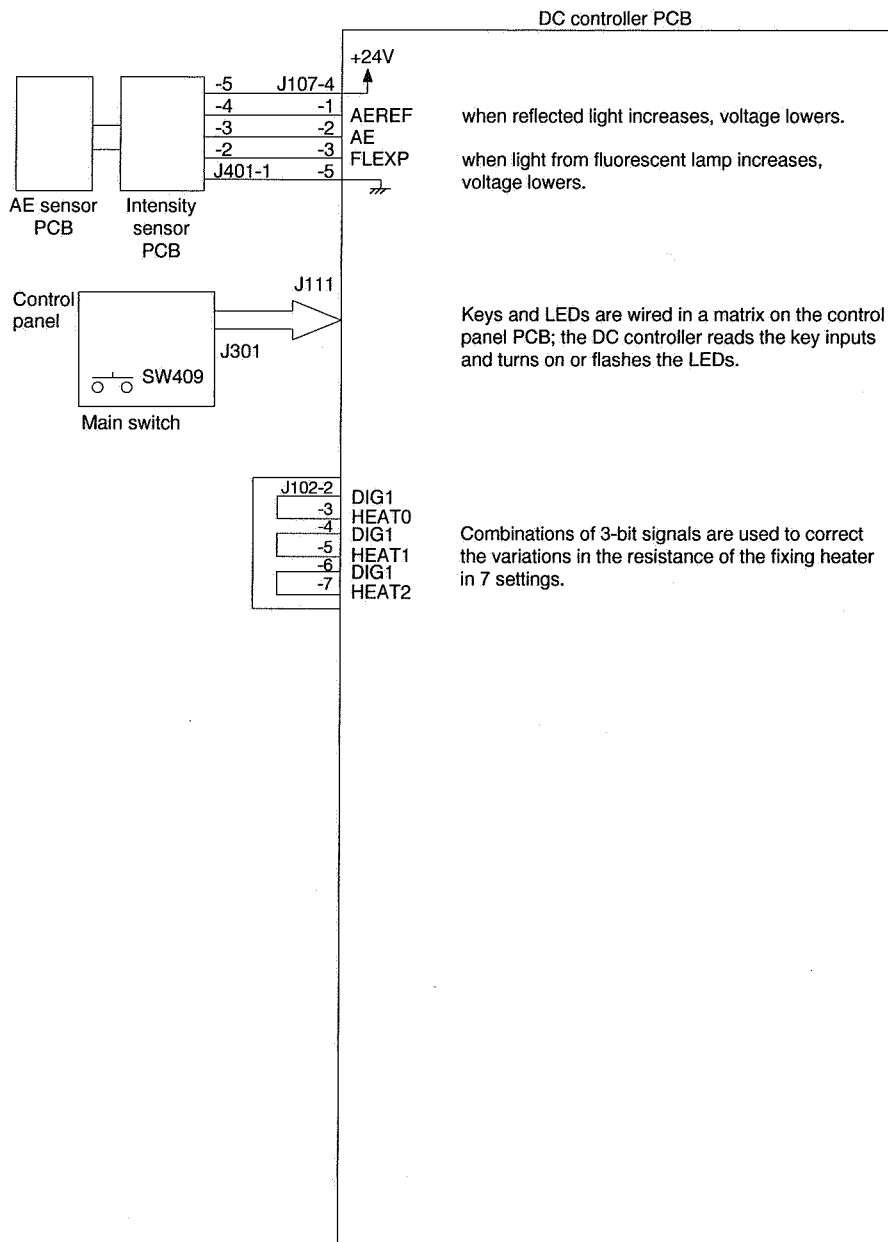 DC controller PCB
+24V
-5 J107-4
-4 -1 AEREF when reflected light increases, voltage lowers.
-3 -2 AE
-2 -3 FLEXP when light from fluorescent lamp increases,
voltage lowers.
J401-1 -5
AE sensor
PCB
Intensity
sensor
PCB
Control
panel
J111
J301
SW409
Main switch
Keys and LEDs are wired in a matrix on the control
panel PCB; the DC controller reads the key inputs
and turns on or flashes the LEDs.
J102-2 DIG1
-3 HEAT0
-4 DIG1
-5 HEAT1
-6 DIG1
-7 HEAT2
Combinations of 3-bit signals are used to correct
the variations in the resistance of the fixing heater
in 7 settings.